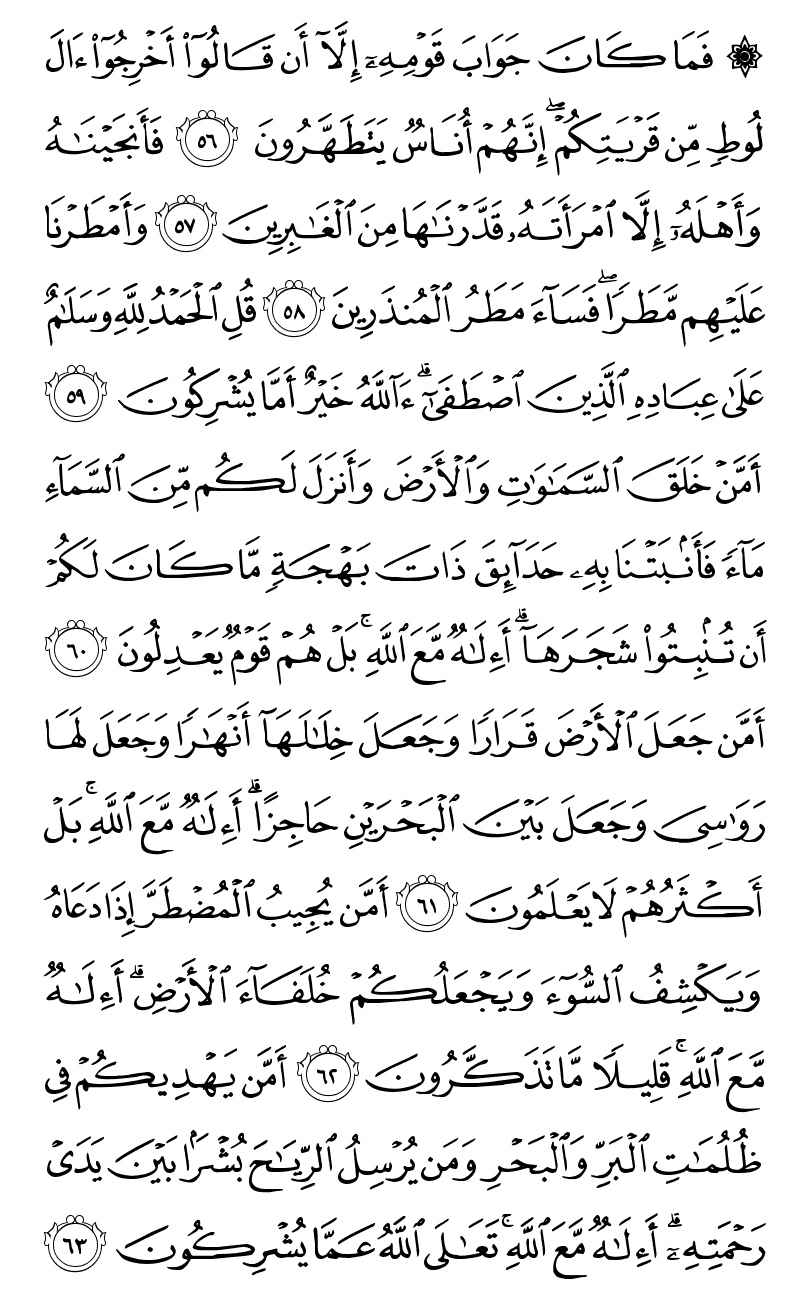 ۞ فَمَا كَانَ جَوَابَ قَوۡمِهِۦٓ إِلَّآ أَن قَالُوٓاْ أَخۡرِجُوٓاْ ءَالَ
لُوطٖ مِّن قَرۡيَتِكُمۡۖ إِنَّهُمۡ أُنَاسٞ يَتَطَهَّرُونَ ٥٦ فَأَنجَيۡنَٰهُ
وَأَهۡلَهُۥٓ إِلَّا ٱمۡرَأَتَهُۥ قَدَّرۡنَٰهَا مِنَ ٱلۡغَٰبِرِينَ ٥٧ وَأَمۡطَرۡنَا
عَلَيۡهِم مَّطَرٗاۖ فَسَآءَ مَطَرُ ٱلۡمُنذَرِينَ ٥٨ قُلِ ٱلۡحَمۡدُ لِلَّهِ وَسَلَٰمٌ
عَلَىٰ عِبَادِهِ ٱلَّذِينَ ٱصۡطَفَىٰٓۗ ءَآللَّهُ خَيۡرٌ أَمَّا يُشۡرِكُونَ ٥٩
أَمَّنۡ خَلَقَ ٱلسَّمَٰوَٰتِ وَٱلۡأَرۡضَ وَأَنزَلَ لَكُم مِّنَ ٱلسَّمَآءِ
مَآءٗ فَأَنۢبَتۡنَا بِهِۦ حَدَآئِقَ ذَاتَ بَهۡجَةٖ مَّا كَانَ لَكُمۡ
أَن تُنۢبِتُواْ شَجَرَهَآۗ أَءِلَٰهٞ مَّعَ ٱللَّهِۚ بَلۡ هُمۡ قَوۡمٞ يَعۡدِلُونَ ٦٠
أَمَّن جَعَلَ ٱلۡأَرۡضَ قَرَارٗا وَجَعَلَ خِلَٰلَهَآ أَنۡهَٰرٗا وَجَعَلَ لَهَا
رَوَٰسِيَ وَجَعَلَ بَيۡنَ ٱلۡبَحۡرَيۡنِ حَاجِزًاۗ أَءِلَٰهٞ مَّعَ ٱللَّهِۚ بَلۡ
أَكۡثَرُهُمۡ لَا يَعۡلَمُونَ ٦١ أَمَّن يُجِيبُ ٱلۡمُضۡطَرَّ إِذَا دَعَاهُ
وَيَكۡشِفُ ٱلسُّوٓءَ وَيَجۡعَلُكُمۡ خُلَفَآءَ ٱلۡأَرۡضِۗ أَءِلَٰهٞ
مَّعَ ٱللَّهِۚ قَلِيلٗا مَّا تَذَكَّرُونَ ٦٢ أَمَّن يَهۡدِيكُمۡ فِي
ظُلُمَٰتِ ٱلۡبَرِّ وَٱلۡبَحۡرِ وَمَن يُرۡسِلُ ٱلرِّيَٰحَ بُشۡرَۢا بَيۡنَ يَدَيۡ
رَحۡمَتِهِۦٓۗ أَءِلَٰهٞ مَّعَ ٱللَّهِۚ تَعَٰلَى ٱللَّهُ عَمَّا يُشۡرِكُونَ ٦٣